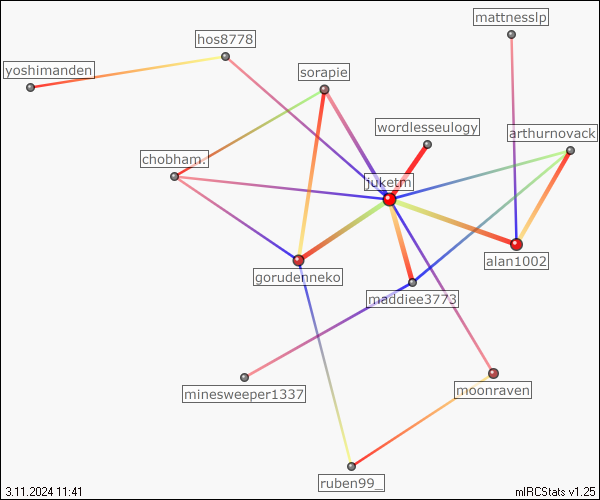 mattnesslp
hos8778
yoshimanden
sorapie
wordlesseulogy
arthurnovack
chobham.
juketm
alan1002
gorudenneko
maddiee3773
minesweeper1337
moonraven
ruben99_
3.11.2024 11:41
mIRCStats v1.25